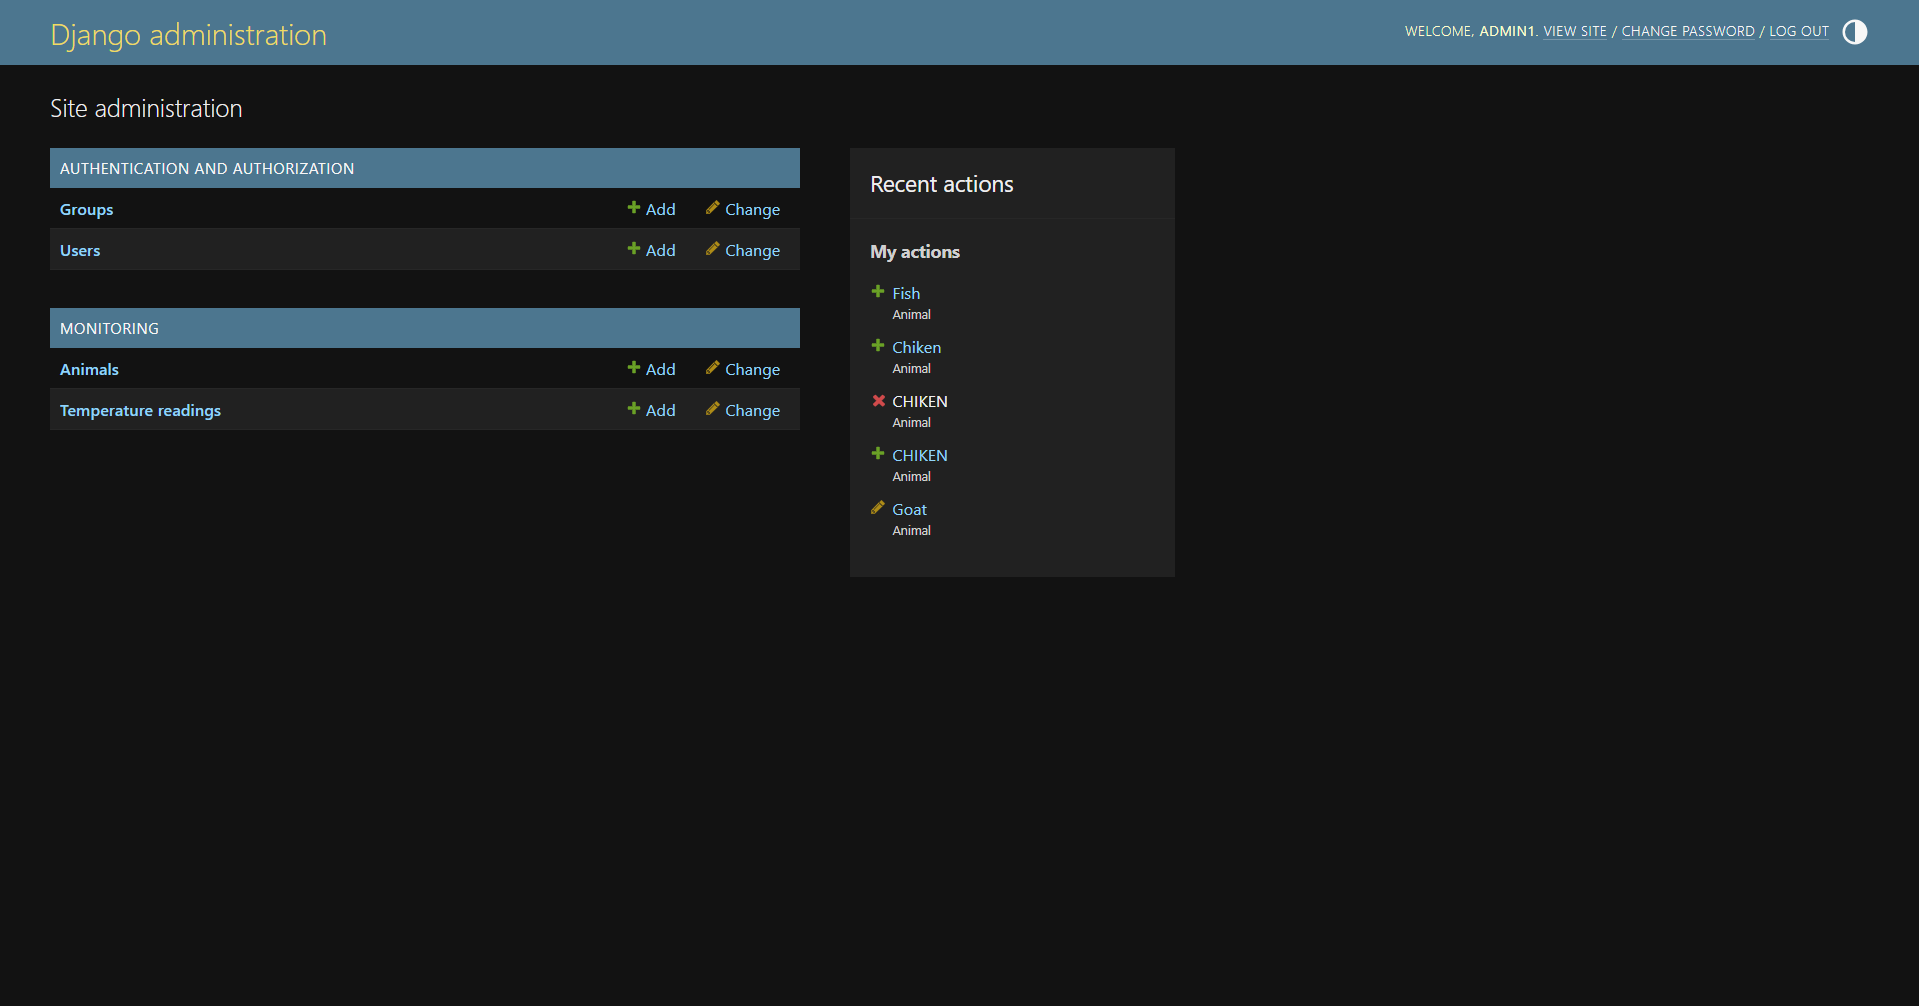 Django administration
WELCOME, ADMIN1. VIEW SITE / CHANGE PASSWORD / LOG OUT
Site administration
AUTHENTICATION AND AUTHORIZATION
Groups Add Change
Users Add Change
MONITORING
Animals Add Change
Temperature readings Add Change
Recent actions
My actions
Fish
Animal
Chiken
Animal
CHIKEN
Animal
CHIKEN
Animal
Goat
Animal